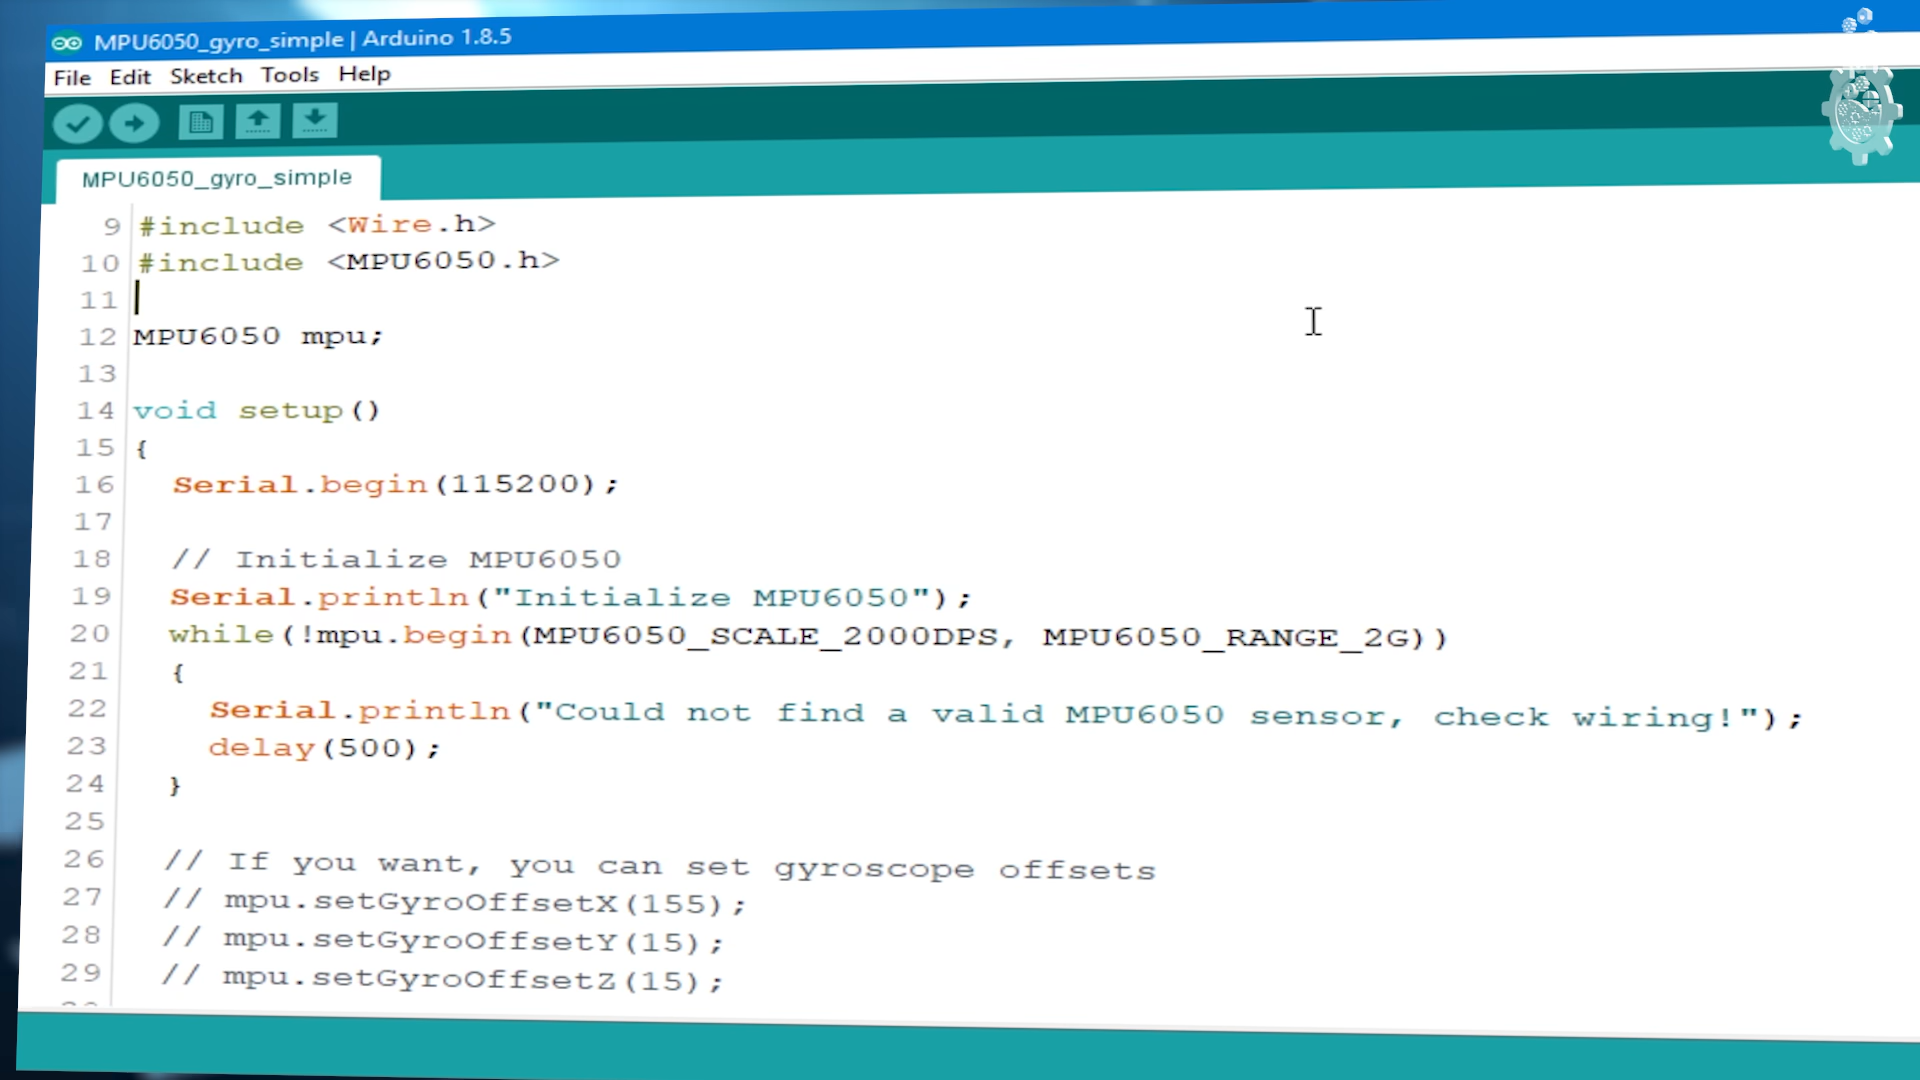 MPU6050_gyro_simple | Arduino 1.8.5
File Edit Sketch Tools Help
MPU6050_gyro_simple
9 #include <Wire.h>
10 #include <MPU6050.h>
11
12 MPU6050 mpu;
13
14 void setup()
15 {
16 Serial.begin(115200);
17
18 // Initialize MPU6050
19 Serial.println("Initialize MPU6050");
20 while(!mpu.begin(MPU6050_SCALE_2000DPS, MPU6050_RANGE_2G))
21 {
22 Serial.println("Could not find a valid MPU6050 sensor, check wiring!");
23 delay(500);
24 }
25
26 // If you want, you can set gyroscope offsets
27 // mpu.setGyroOffsetX(155);
28 // mpu.setGyroOffsetY(15);
29 // mpu.setGyroOffsetZ(15);